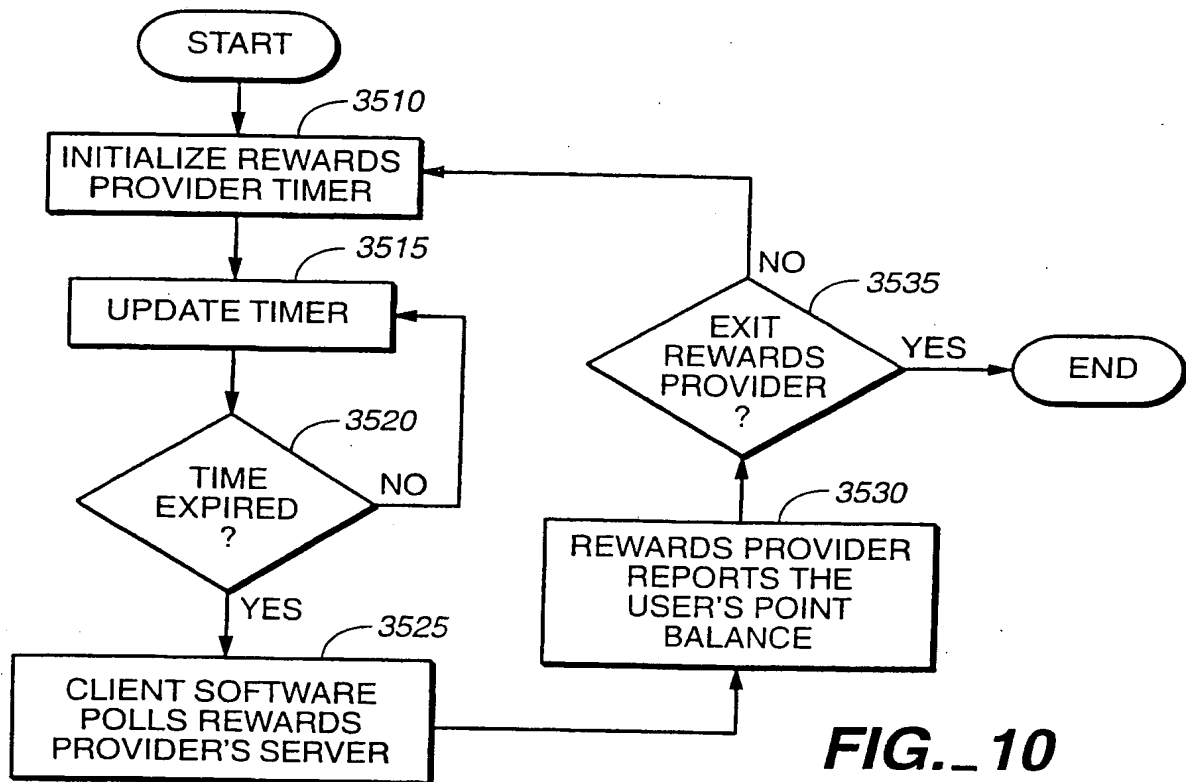 START
3510
INITIALIZE REWARDS
PROVIDER TIMER
3515
UPDATE TIMER
3520
TIME
EXPIRED
?
NO
YES
3525
CLIENT SOFTWARE
POLLS REWARDS
PROVIDER'S SERVER
3530
REWARDS PROVIDER
REPORTS THE
USER'S POINT
BALANCE
3535
EXIT
REWARDS
PROVIDER
?
NO
YES
END
FIG._10